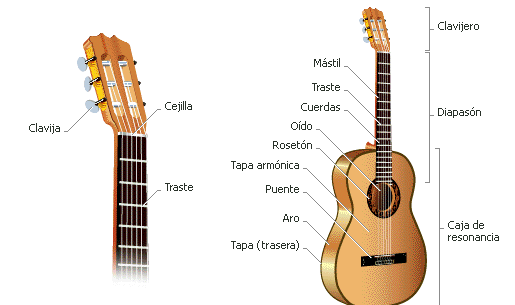 Clavija
Cejilla
Traste
Mástil
Traste
Cuerdas
Oído
Rosetón
Tapa armónica
Puente
Aro
Tapa (trasera)
Clavijero
Diapasón
Caja de
resonancia